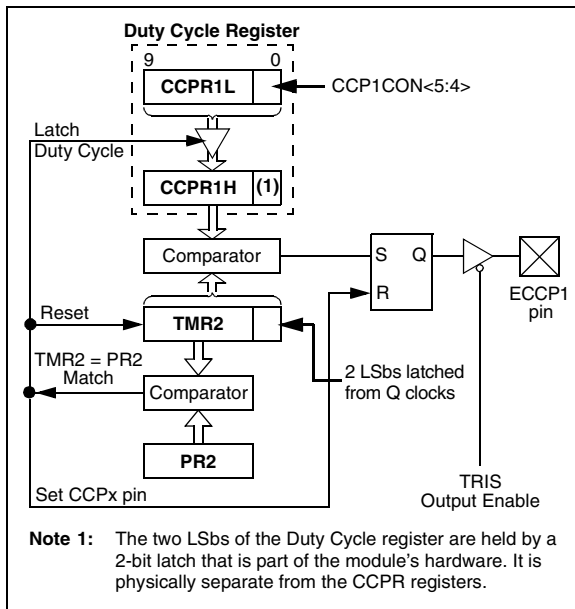 Duty Cycle Register
9 0
CCPR1L
CCP1CON<5:4>
Latch
Duty Cycle
CCPR1H (1)
Comparator
S Q
R
ECCP1
pin
Reset
TMR2
TMR2 = PR2
Match
2 LSbs latched
from Q clocks
Comparator
PR2
Set CCPx pin
TRIS
Output Enable
Note 1: The two LSbs of the Duty Cycle register are held by a
2-bit latch that is part of the module's hardware. It is
physically separate from the CCPR registers.